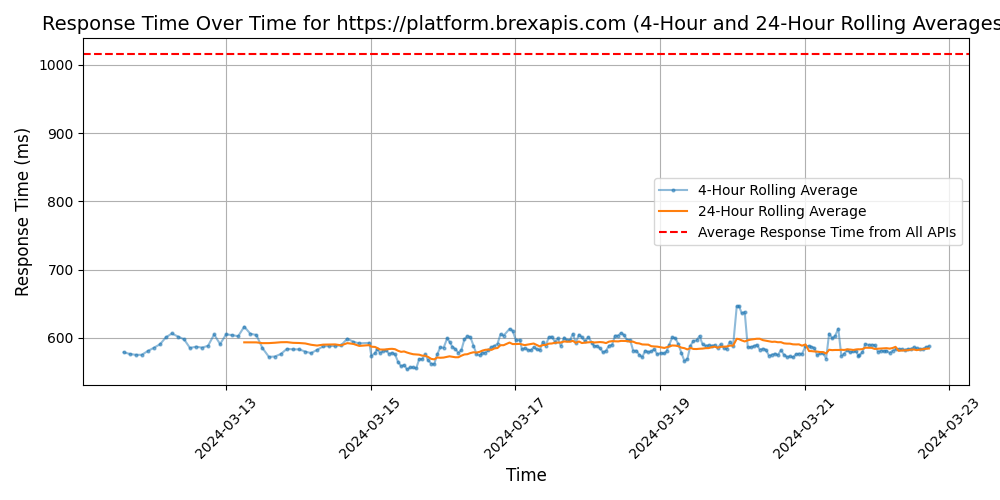 Response Time Over Time for https://platform.brexapis.com (4-Hour and 24-Hour Rolling Averages
Response Time (ms)
1000
900
800
700
600
4-Hour Rolling Average
24-Hour Rolling Average
Average Response Time from All APIs
2024-03-13
2024-03-15
2024-03-17
2024-03-19
2024-03-21
2024-03-23
Time